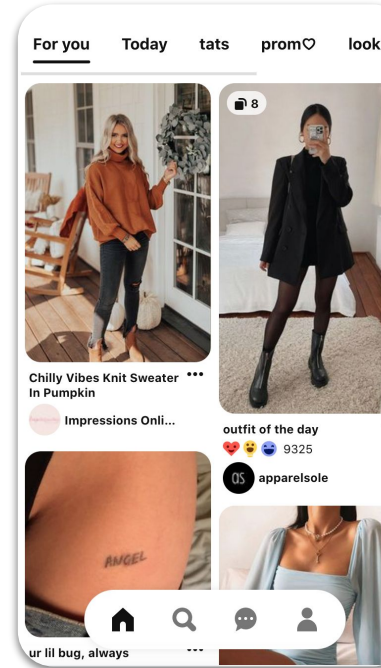 For you Today tats prom♡ look
8
Chilly Vibes Knit Sweater
In Pumpkin
Impressions Onli...
outfit of the day
9325
as
apparelsole
ANGEL
ur lil bug, always